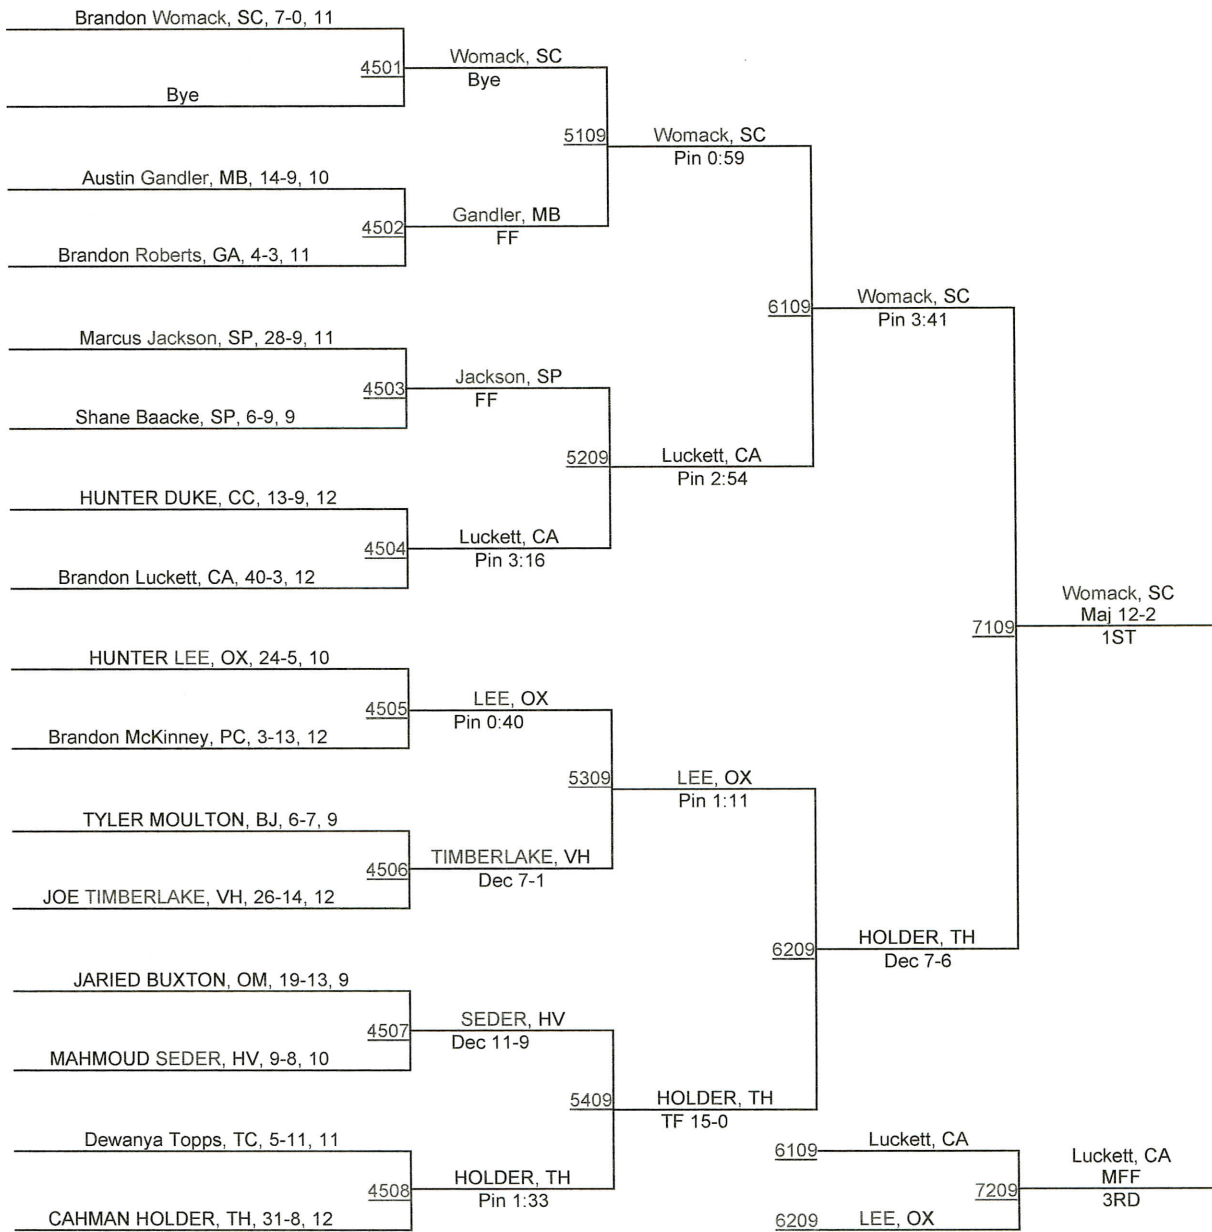 Brandon Womack, SC, 7-0, 11
4501
Womack, SC
Bye
Bye
5109
Womack, SC
Pin 0:59
Austin Gandler, MB, 14-9, 10
4502
Gandler, MB
FF
Brandon Roberts, GA, 4-3, 11
6109
Womack, SC
Pin 3:41
Marcus Jackson, SP, 28-9, 11
4503
Jackson, SP
FF
Shane Baacke, SP, 6-9, 9
5209
Luckett, CA
Pin 2:54
HUNTER DUKE, CC, 13-9, 12
4504
Luckett, CA
Pin 3:16
Brandon Luckett, CA, 40-3, 12
7109
Womack, SC
Maj 12-2
1ST
HUNTER LEE, OX, 24-5, 10
4505
LEE, OX
Pin 0:40
Brandon McKinney, PC, 3-13, 12
5309
LEE, OX
Pin 1:11
TYLER MOULTON, BJ, 6-7, 9
4506
TIMBERLAKE, VH
Dec 7-1
JOE TIMBERLAKE, VH, 26-14, 12
6209
HOLDER, TH
Dec 7-6
JARIED BUXTON, OM, 19-13, 9
4507
SEDER, HV
Dec 11-9
MAHMOUD SEDER, HV, 9-8, 10
5409
HOLDER, TH
TF 15-0
Dewanya Topps, TC, 5-11, 11
4508
HOLDER, TH
Pin 1:33
CAHMAN HOLDER, TH, 31-8, 12
6109
Luckett, CA
7209
Luckett, CA
MFF
3RD
6209
LEE, OX